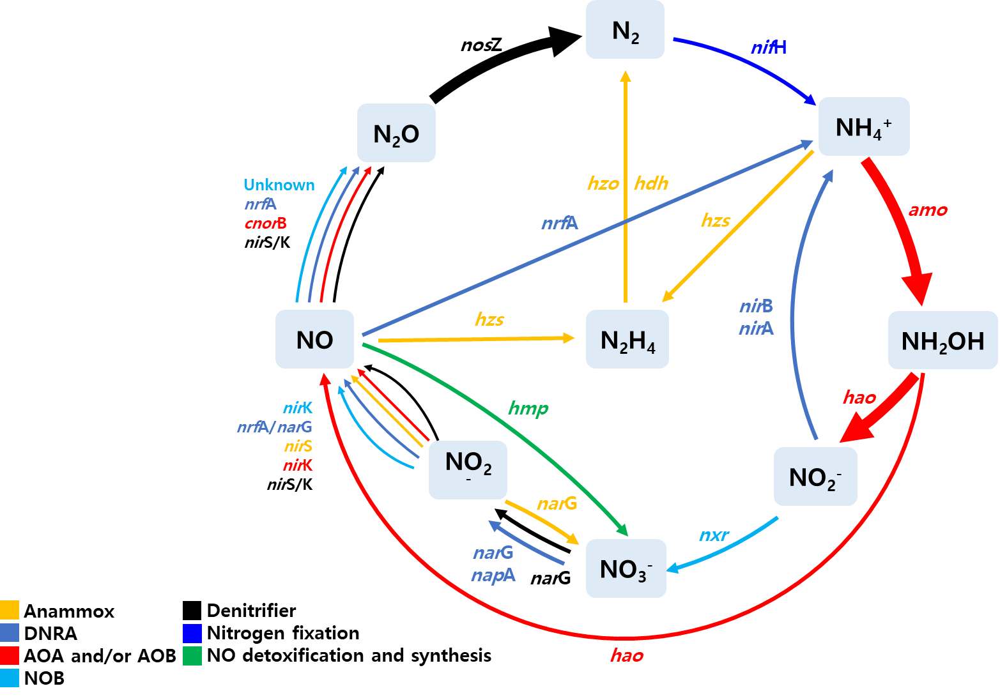 N2
nosZ
nifH
N2O
NH4+
Unknown
nrfA
cnorB
nirS/K
hzo
hdh
hzs
nrfA
amo
nirB
nirA
hzs
NO
N2H4
NH2OH
hao
hmp
nirK
nrfA/narG
nirS
nirK
nirS/K
NO2
-
NO2-
narG
nxr
narG
napA
narG
NO3-
hao
Anammox
DNRA
AOA and/or AOB
NOB
Denitrifier
Nitrogen fixation
NO detoxification and synthesis